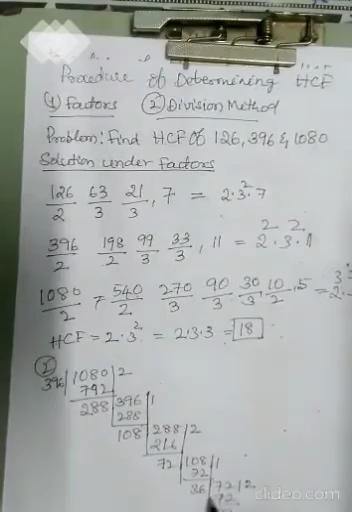 Procedure of Determining HCF
① Factors ② Division Method
Problem: Find HCF of 126, 396 & 1080
Solution under factors
126/2 63/3 21/3, 7 = 2·3²·7
396/2 198/2 99/3 33/3, 11 = 2²·3²·11
1080/2 540/2 270/3 90/3 30/3, 10/2, 5 = 2³·
HCF = 2·3² = 2·3·3 = 18
②
396 1080 2
792
288 396 1
288
108 288 2
216
72 108 1
72
36 72 2
72
clideo.com